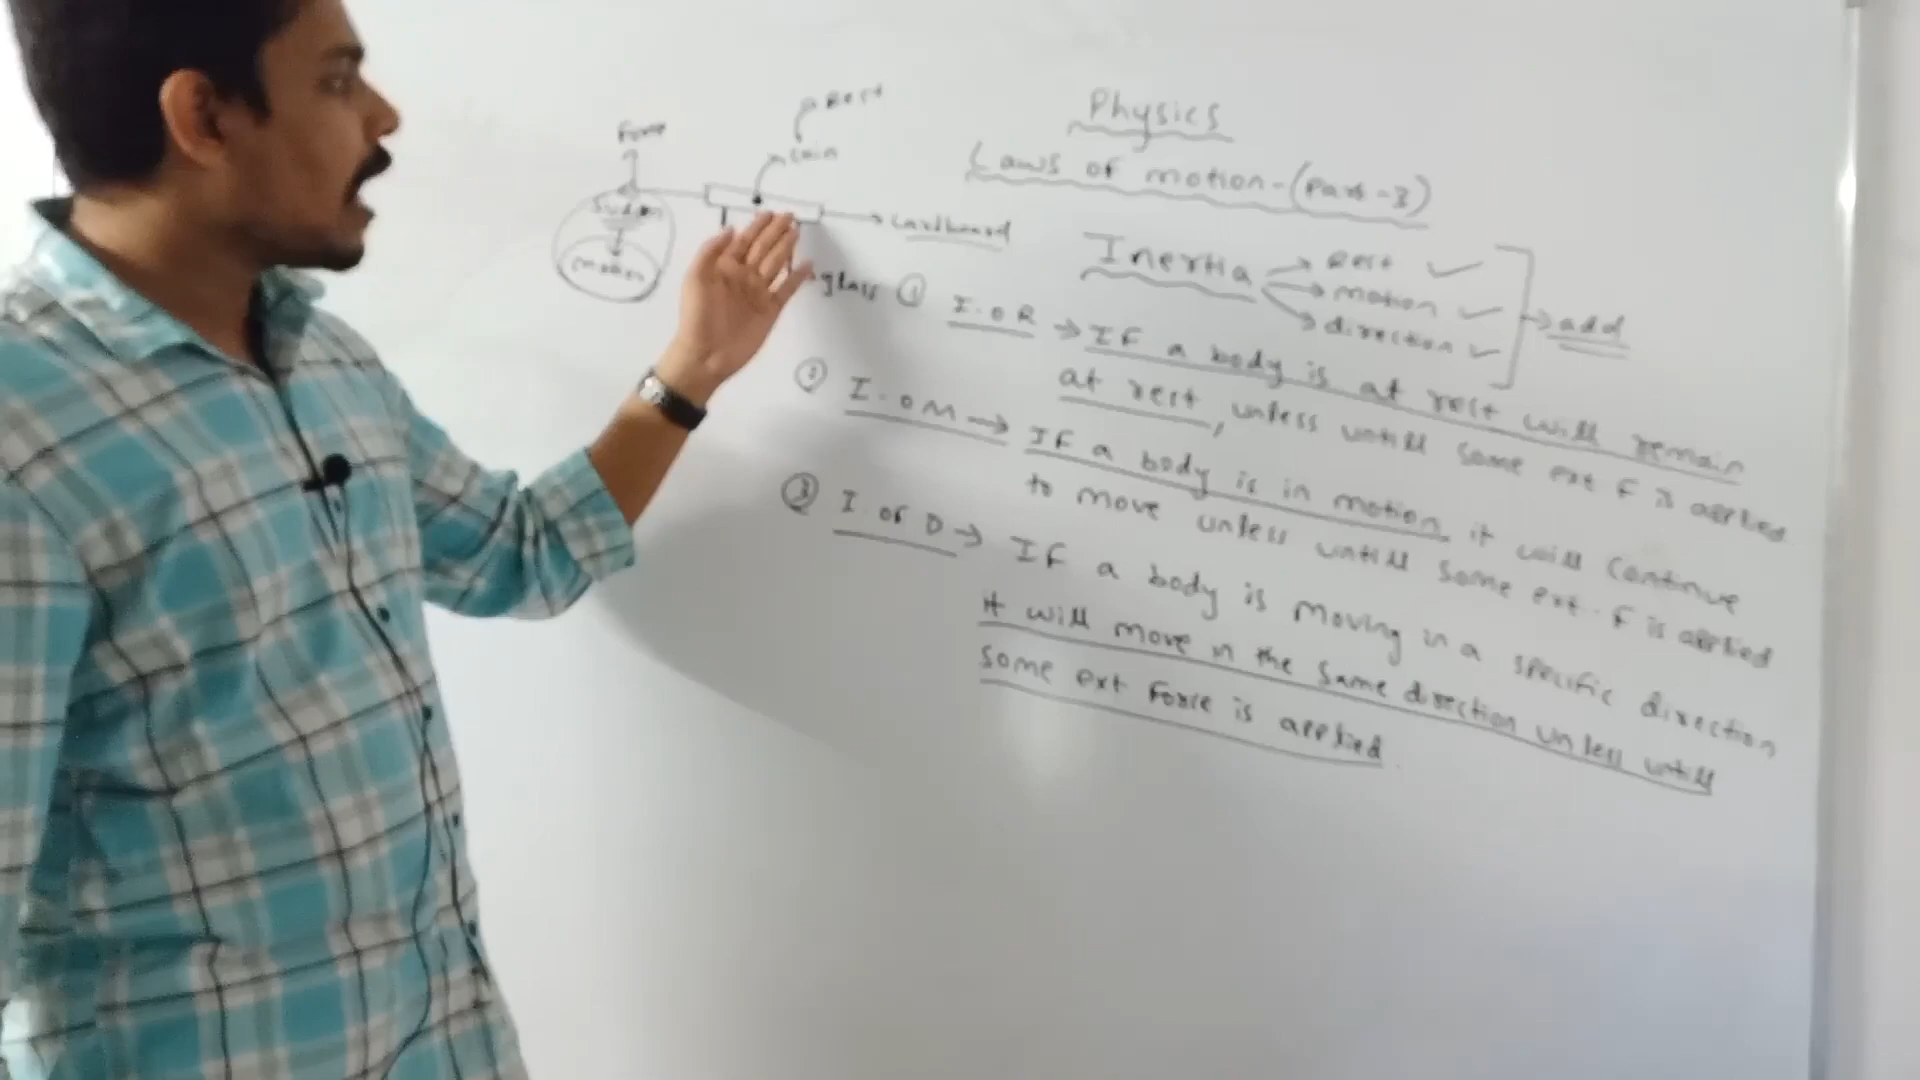 Physics
Laws of motion-(Part-3)
Inertia
Rest
motion
direction
add
Force
Sudden
motion
Rest
Coin
Cardboard
glass
① I.OR → IF a body is at rest will remain
at rest, unless untill some ext F is applied
② I.OM → IF a body is in motion it will continue
to move unless untill some ext. F is applied
③ I of D → IF a body is moving in a specific direction
it will move in the same direction unless untill
some ext Force is applied.